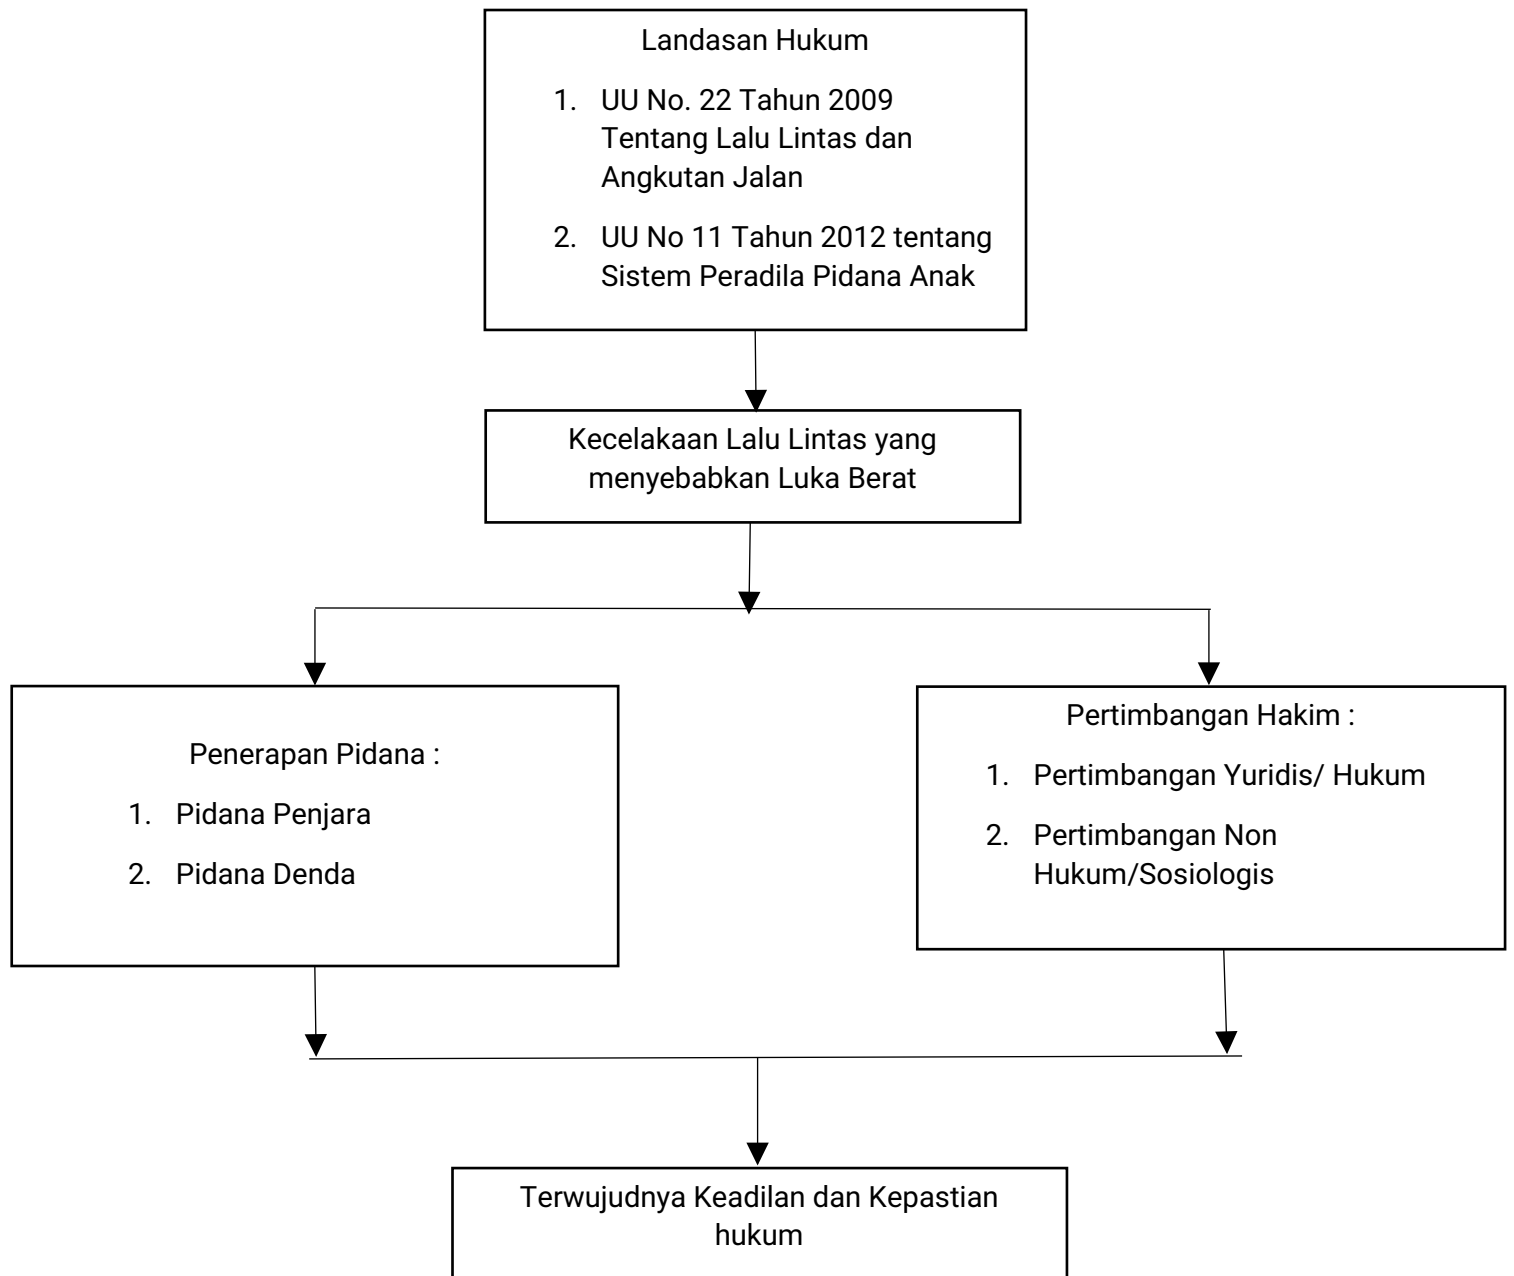 Landasan Hukum
1. UU No. 22 Tahun 2009
Tentang Lalu Lintas dan
Angkutan Jalan
2. UU No 11 Tahun 2012 tentang
Sistem Peradila Pidana Anak
Kecelakaan Lalu Lintas yang
menyebabkan Luka Berat
Penerapan Pidana :
1. Pidana Penjara
2. Pidana Denda
Pertimbangan Hakim :
1. Pertimbangan Yuridis/ Hukum
2. Pertimbangan Non
Hukum/Sosiologis
Terwujudnya Keadilan dan Kepastian
hukum